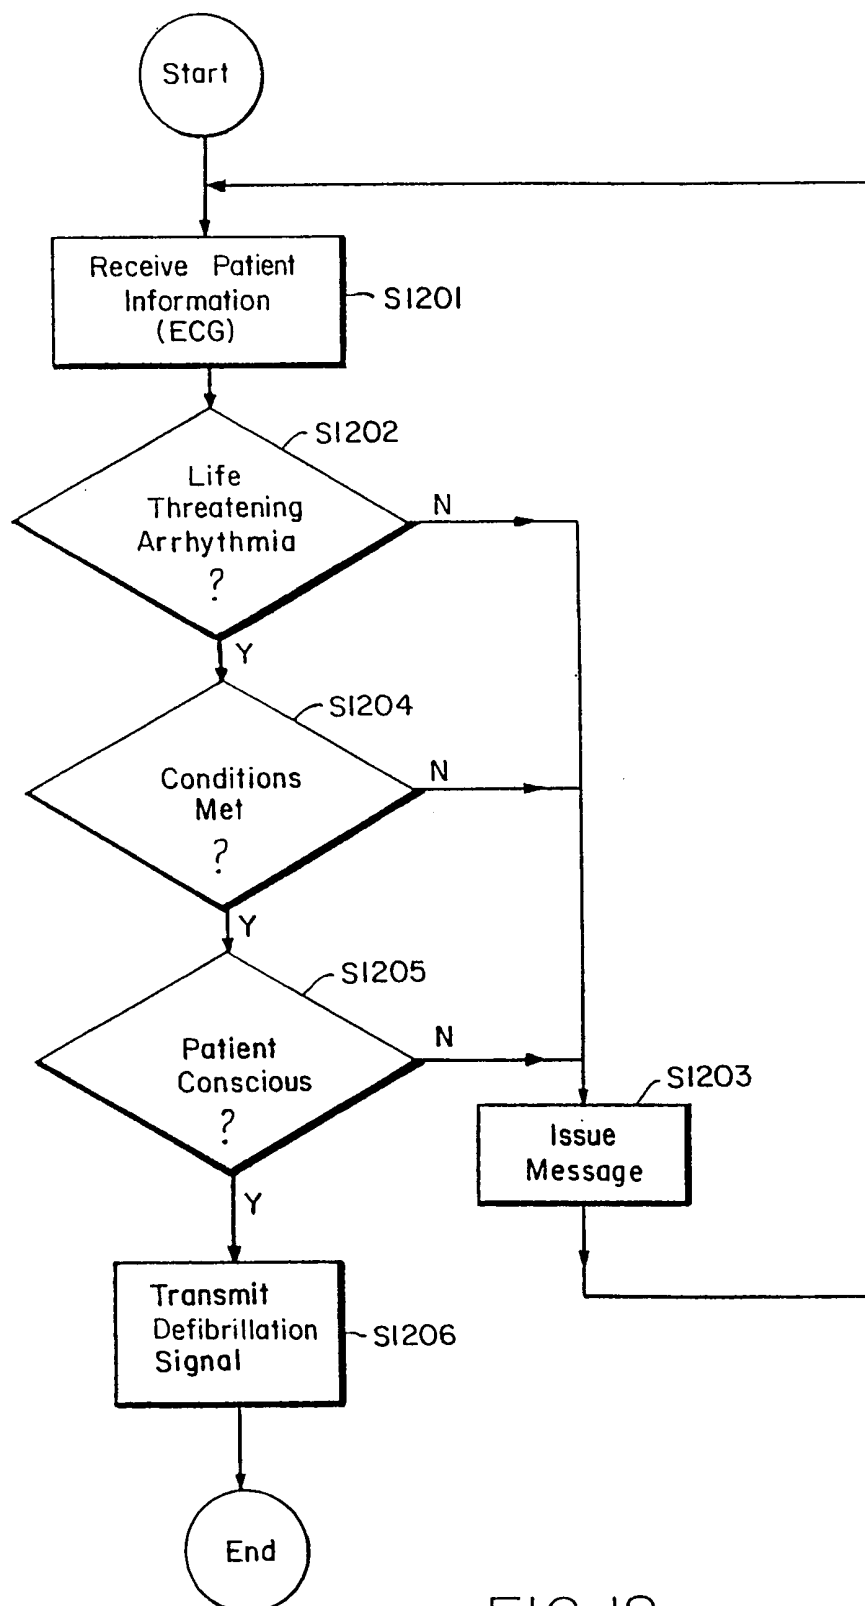 Start
Receive Patient
Information
(ECG)
S1201
S1202
Life
Threatening
Arrhythmia
?
N
Y
S1204
Conditions
Met
?
N
Y
S1205
Patient
Conscious
?
N
Y
S1203
Issue
Message
Transmit
Defibrillation
Signal
S1206
End